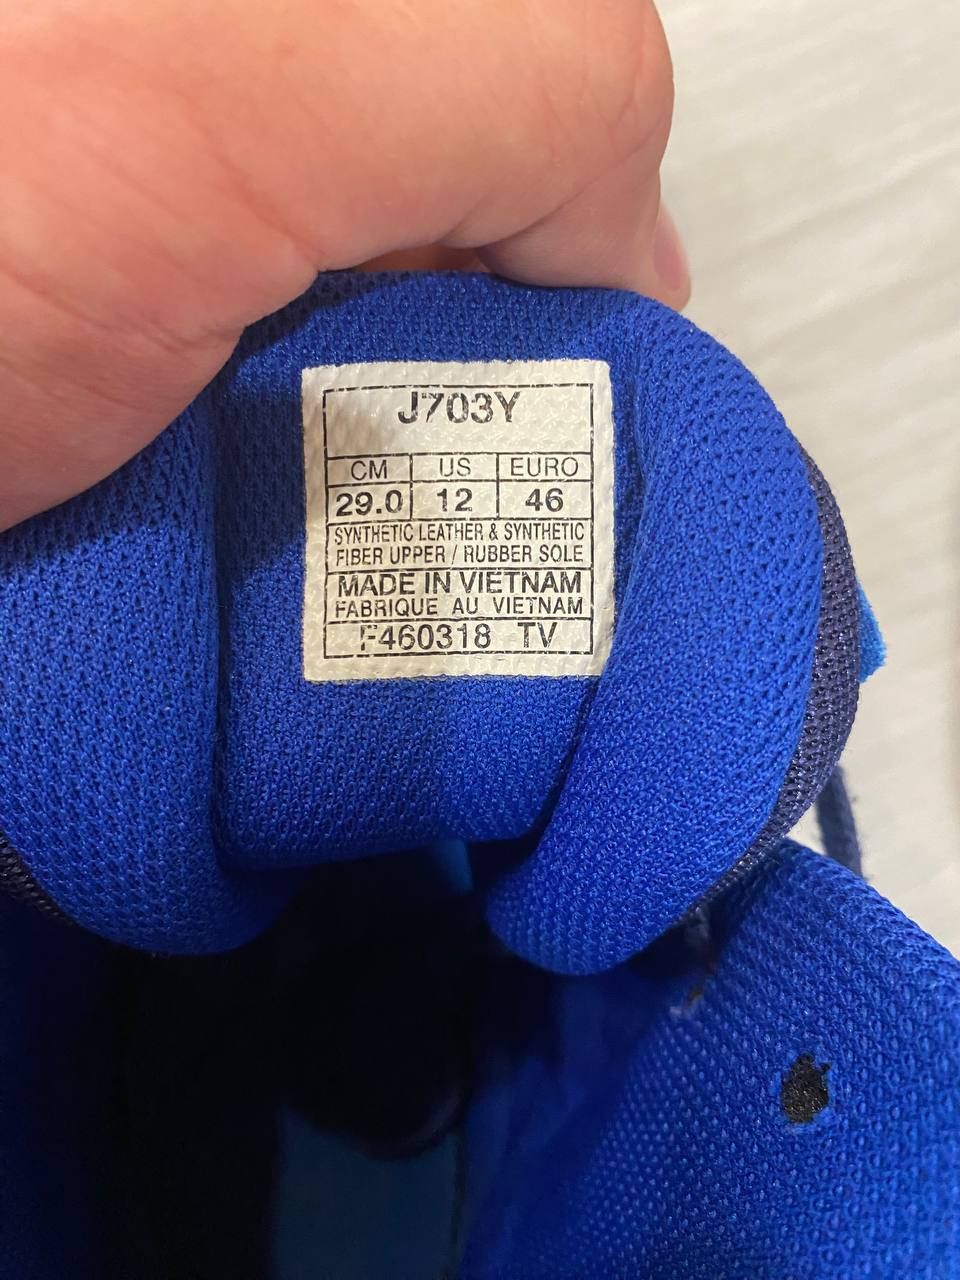 J703Y
CM US EURO
29.0 12 46
SYNTHETIC LEATHER & SYNTHETIC
FIBER UPPER / RUBBER SOLE
MADE IN VIETNAM
FABRIQUE AU VIETNAM
F460318 TV